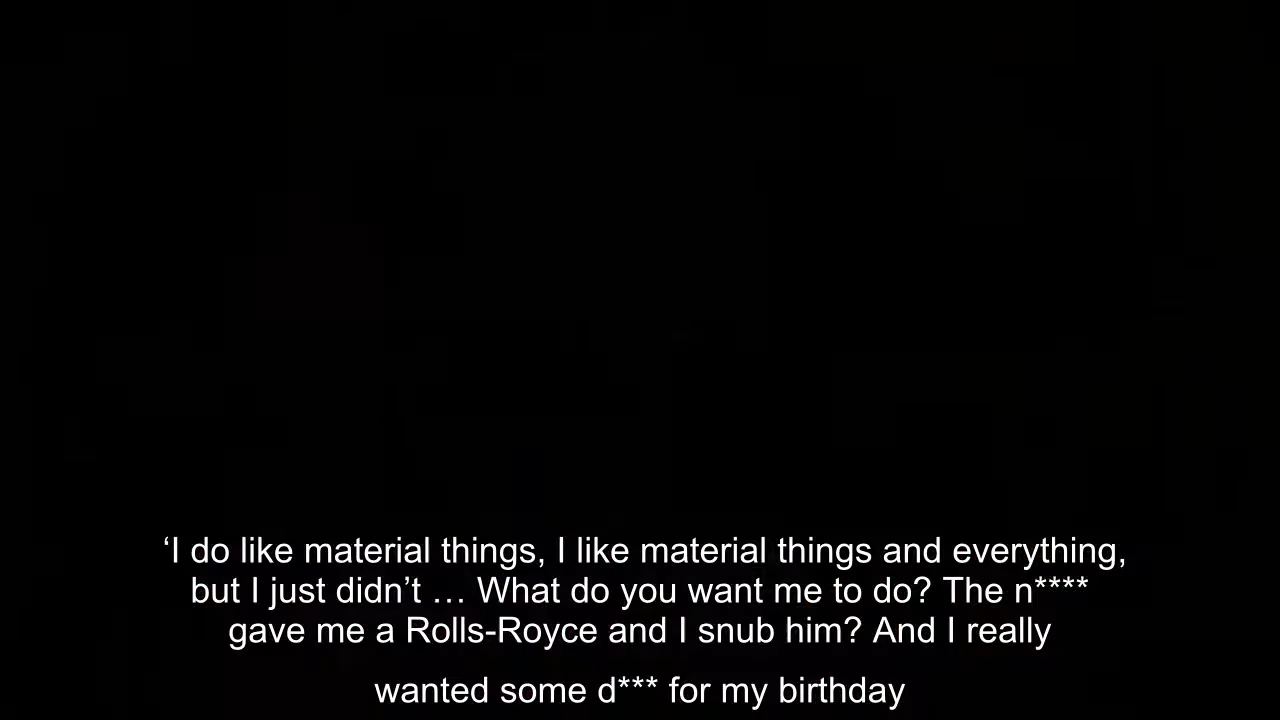 ‘I do like material things, I like material things and everything,
but I just didn’t … What do you want me to do? The n****
gave me a Rolls-Royce and I snub him? And I really
wanted some d*** for my birthday